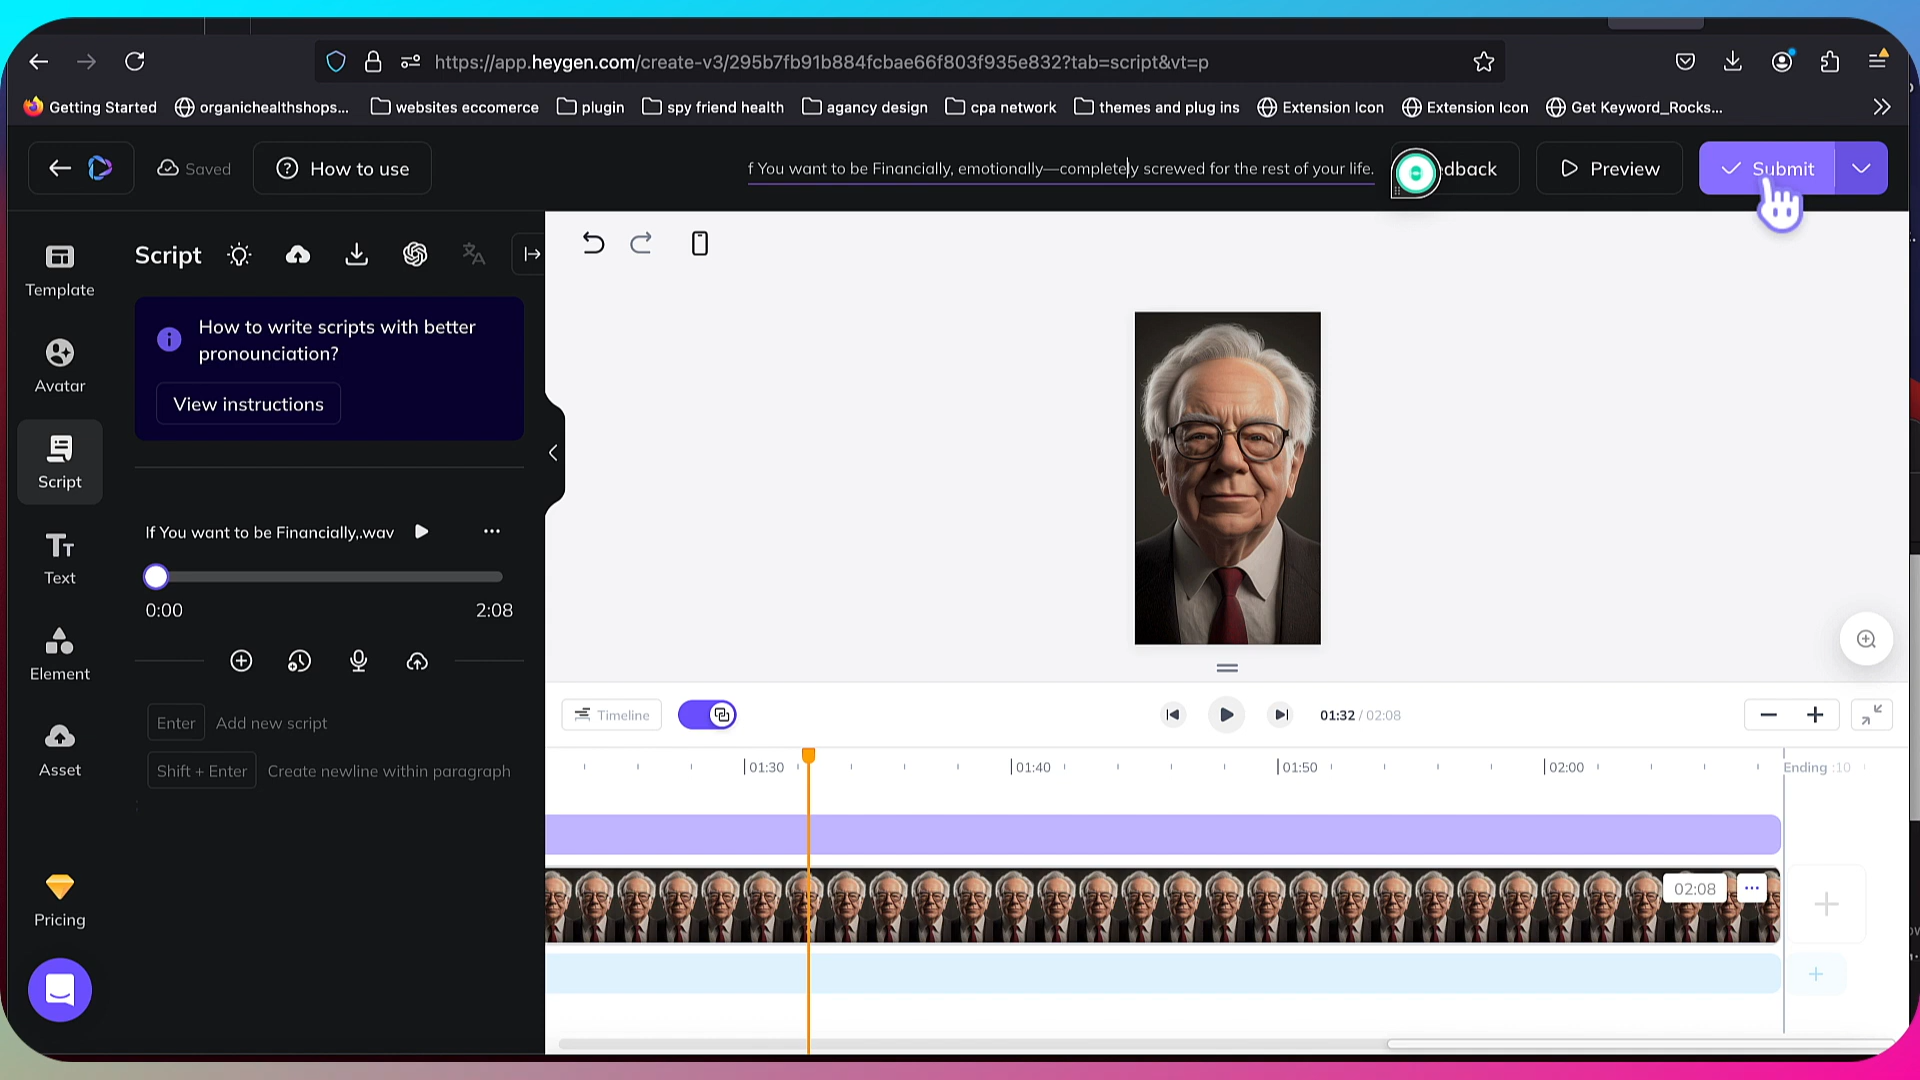 https://app.heygen.com/create-v3/295b7fb91b884fcbae66f803f935e832?tab=script&vt=p
Getting Started
organichealthshops...
websites eccomerce
plugin
spy friend health
agancy design
cpa network
themes and plug ins
Extension Icon
Extension Icon
Get Keyword_Rocks...
Saved
How to use
f You want to be Financially, emotionally—completely screwed for the rest of your life.
dback
Preview
Submit
Template
Avatar
Script
Text
Element
Asset
Pricing
Script
How to write scripts with better
pronounciation?
View instructions
If You want to be Financially,.wav
0:00
2:08
Enter
Add new script
Shift + Enter
Create newline within paragraph
Timeline
01:32 / 02:08
01:30
01:40
01:50
02:00
Ending :10
02:08